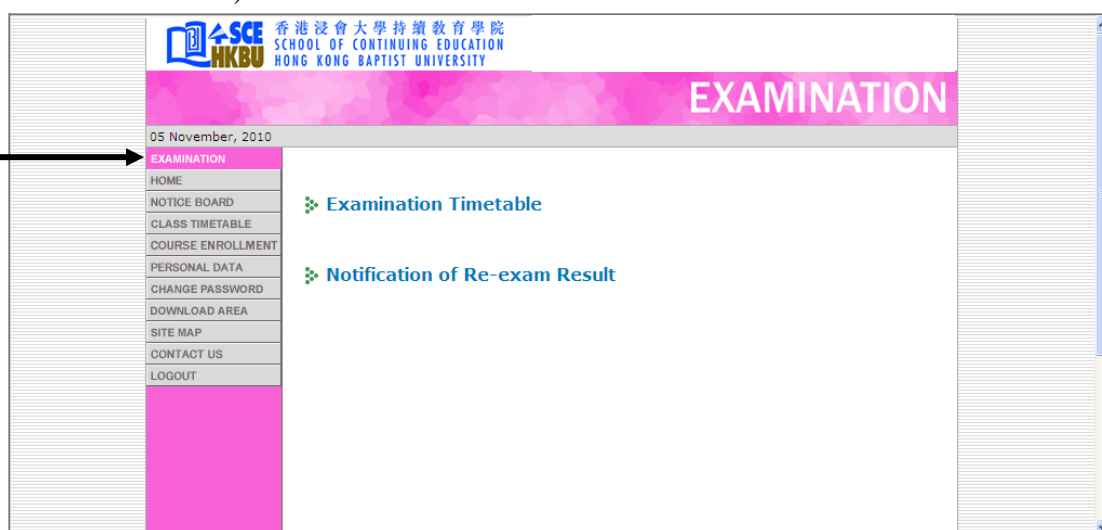 SCE
HKBU
香港浸會大學持續教育學院
SCHOOL OF CONTINUING EDUCATION
HONG KONG BAPTIST UNIVERSITY
EXAMINATION
05 November, 2010
EXAMINATION
HOME
NOTICE BOARD
CLASS TIMETABLE
COURSE ENROLLMENT
PERSONAL DATA
CHANGE PASSWORD
DOWNLOAD AREA
SITE MAP
CONTACT US
LOGOUT
Examination Timetable
Notification of Re-exam Result